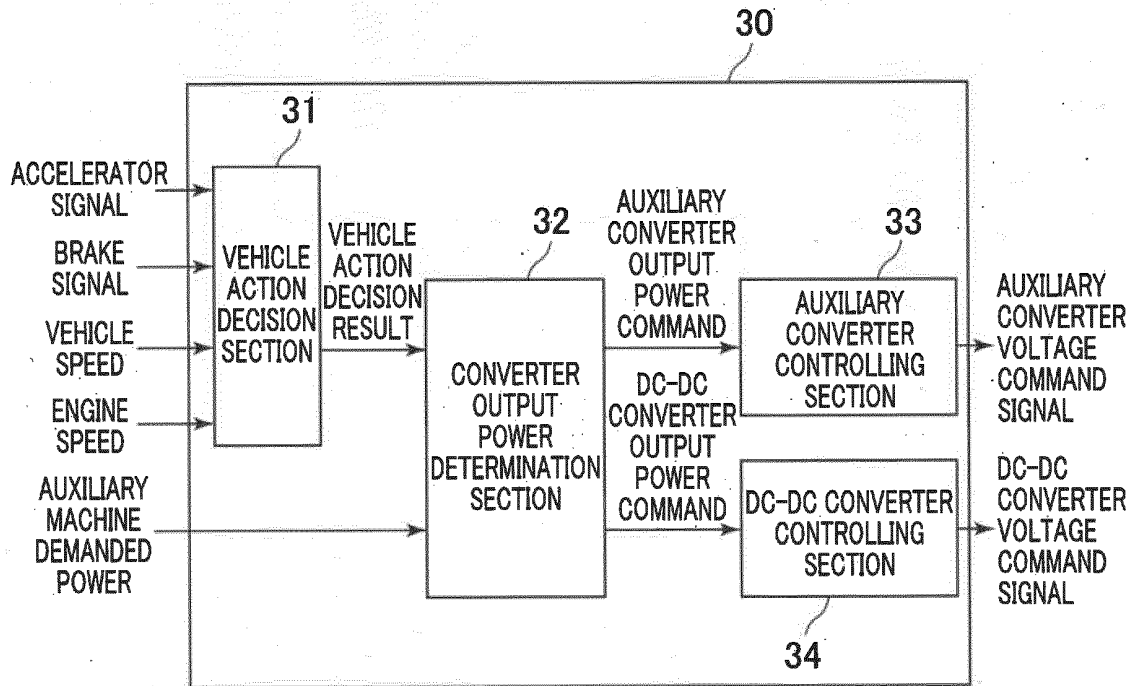 30
31
ACCELERATOR
SIGNAL
BRAKE
SIGNAL
VEHICLE
SPEED
ENGINE
SPEED
AUXILIARY
MACHINE
DEMANDED
POWER
VEHICLE
ACTION
DECISION
SECTION
VEHICLE
ACTION
DECISION
RESULT
32
CONVERTER
OUTPUT
POWER
DETERMINATION
SECTION
AUXILIARY
CONVERTER
OUTPUT
POWER
COMMAND
DC-DC
CONVERTER
OUTPUT
POWER
COMMAND
33
AUXILIARY
CONVERTER
CONTROLLING
SECTION
DC-DC CONVERTER
CONTROLLING
SECTION
34
AUXILIARY
CONVERTER
VOLTAGE
COMMAND
SIGNAL
DC-DC
CONVERTER
VOLTAGE
COMMAND
SIGNAL